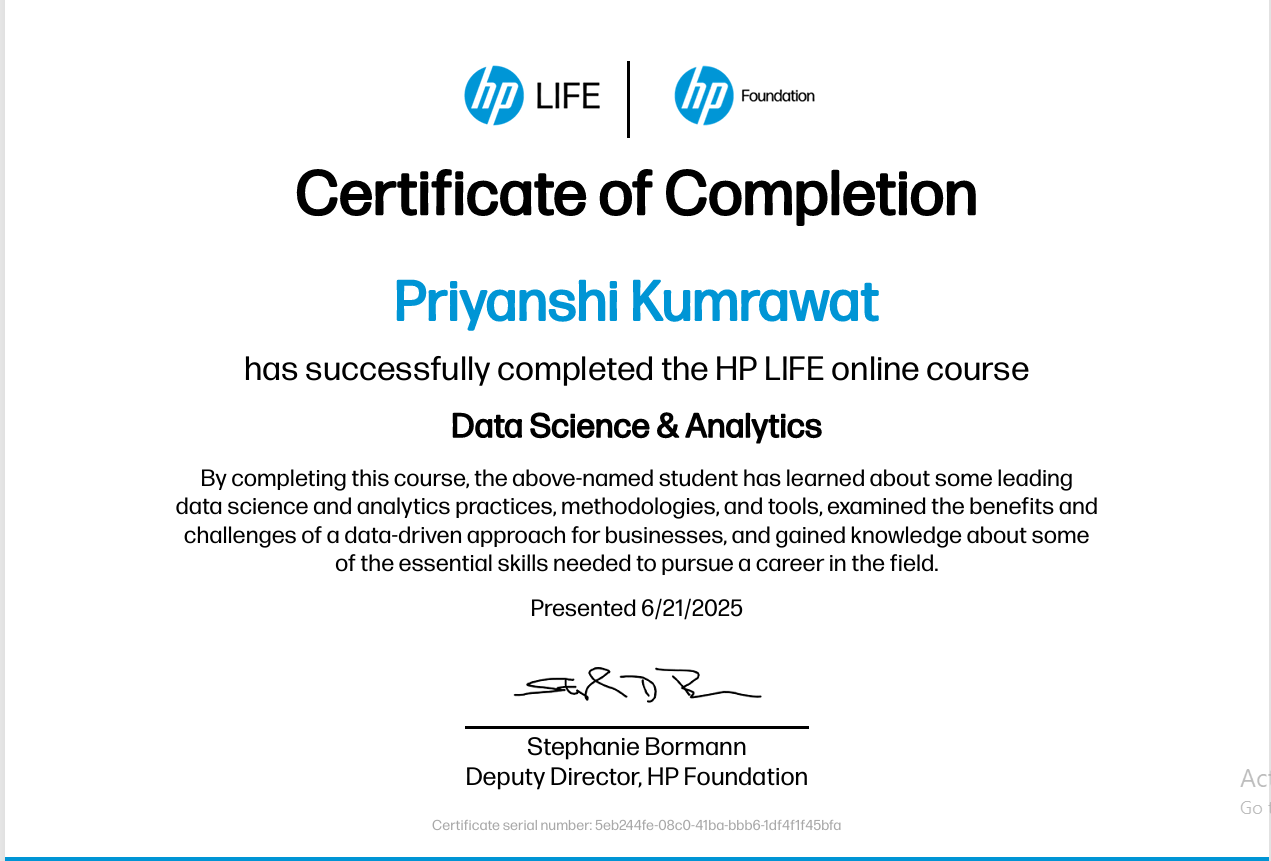 hp LIFE
hp Foundation
Certificate of Completion
Priyanshi Kumrawat
has successfully completed the HP LIFE online course
Data Science & Analytics
By completing this course, the above-named student has learned about some leading
data science and analytics practices, methodologies, and tools, examined the benefits and
challenges of a data-driven approach for businesses, and gained knowledge about some
of the essential skills needed to pursue a career in the field.
Presented 6/21/2025
Stephanie Bormann
Deputy Director, HP Foundation
Certificate serial number: 5eb244fe-08c0-41ba-bbb6-1df4f1f45bfa
Go